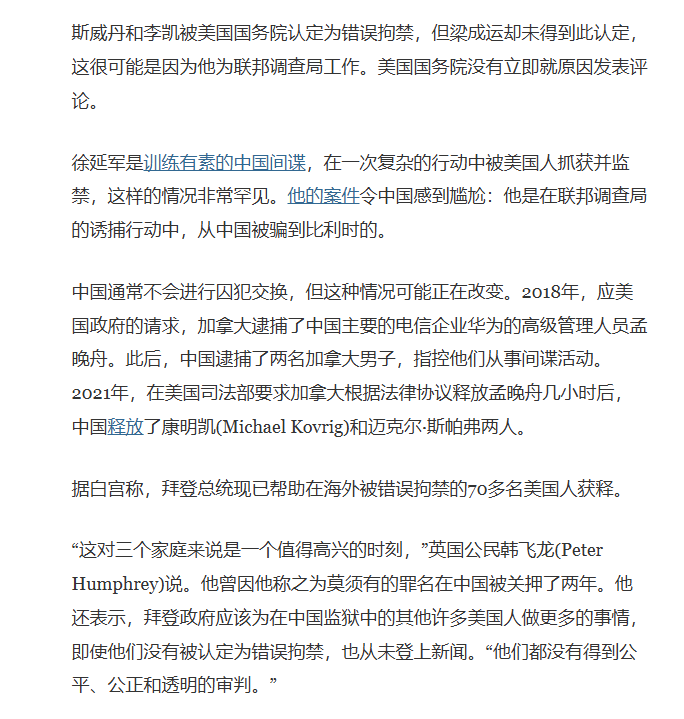 斯威丹和李凯被美国国务院认定为错误拘禁，但梁成运却未得到此认定，
这很可能是因为他为联邦调查局工作。美国国务院没有立即就原因发表评
论。
徐延军是训练有素的中国间谍，在一次复杂的行动中被美国人抓获并监
禁，这样的情况非常罕见。他的案件令中国感到尴尬：他是在联邦调查局
的诱捕行动中，从中国被骗到比利时的。
中国通常不会进行囚犯交换，但这种情况可能正在改变。2018年，应美
国政府的请求，加拿大逮捕了中国主要的电信企业华为的高级管理人员孟
晚舟。此后，中国逮捕了两名加拿大男子，指控他们从事间谍活动。
2021年，在美国司法部要求加拿大根据法律协议释放孟晚舟几小时后，
中国释放了康明凯(Michael Kovrig)和迈克尔·斯帕弗两人。
据白宫称，拜登总统现已帮助在海外被错误拘禁的70多名美国人获释。
“这对三个家庭来说是一个值得高兴的时刻，”英国公民韩飞龙(Peter
Humphrey)说。他曾因他称之为莫须有的罪名在中国被关押了两年。他
还表示，拜登政府应该为在中国监狱中的其他许多美国人做更多的事情，
即使他们没有被认定为错误拘禁，也从未登上新闻。“他们都没有得到公
平、公正和透明的审判。”